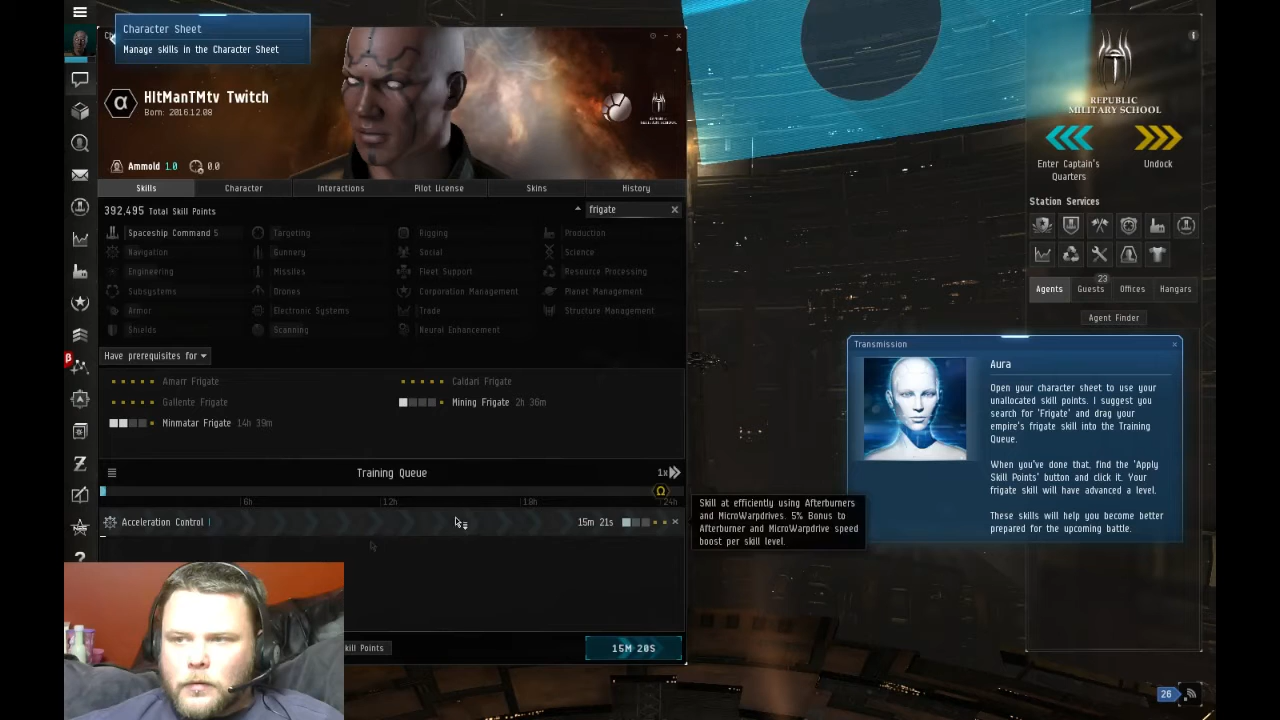 Character Sheet
Manage skills in the Character Sheet
HItManTMtv Twitch
Born: 2016.12.08
Ammold 1.0 0.0
Skills Character Interactions Pilot License Skins History
392,495 Total Skill Points
frigate
Spaceship Command 5 Targeting Rigging Production
Navigation Gunnery Social Science
Engineering Missiles Fleet Support Resource Processing
Subsystems Drones Corporation Management Planet Management
Armor Electronic Systems Trade Structure Management
Shields Scanning Neural Enhancement
Have prerequisites for
Amarr Frigate Caldari Frigate
Gallente Frigate Mining Frigate 2h 36m
Minmatar Frigate 14h 39m
Training Queue 1x
6h 12h 18h 24h
Acceleration Control I 15m 21s
kill Points
15M 20S
Skill at efficiently using Afterburners
and MicroWarpdrives. 5% Bonus to
Afterburner and MicroWarpdrive speed
boost per skill level.
REPUBLIC
MILITARY SCHOOL
Enter Captain's
Quarters
Undock
Station Services
23
Agents Guests Offices Hangars
Agent Finder
Transmission
Aura
Open your character sheet to use your
unallocated skill points. I suggest you
search for 'Frigate' and drag your
empire's frigate skill into the Training
Queue.
When you've done that, find the 'Apply
Skill Points' button and click it. Your
frigate skill will have advanced a level.
These skills will help you become better
prepared for the upcoming battle.
26